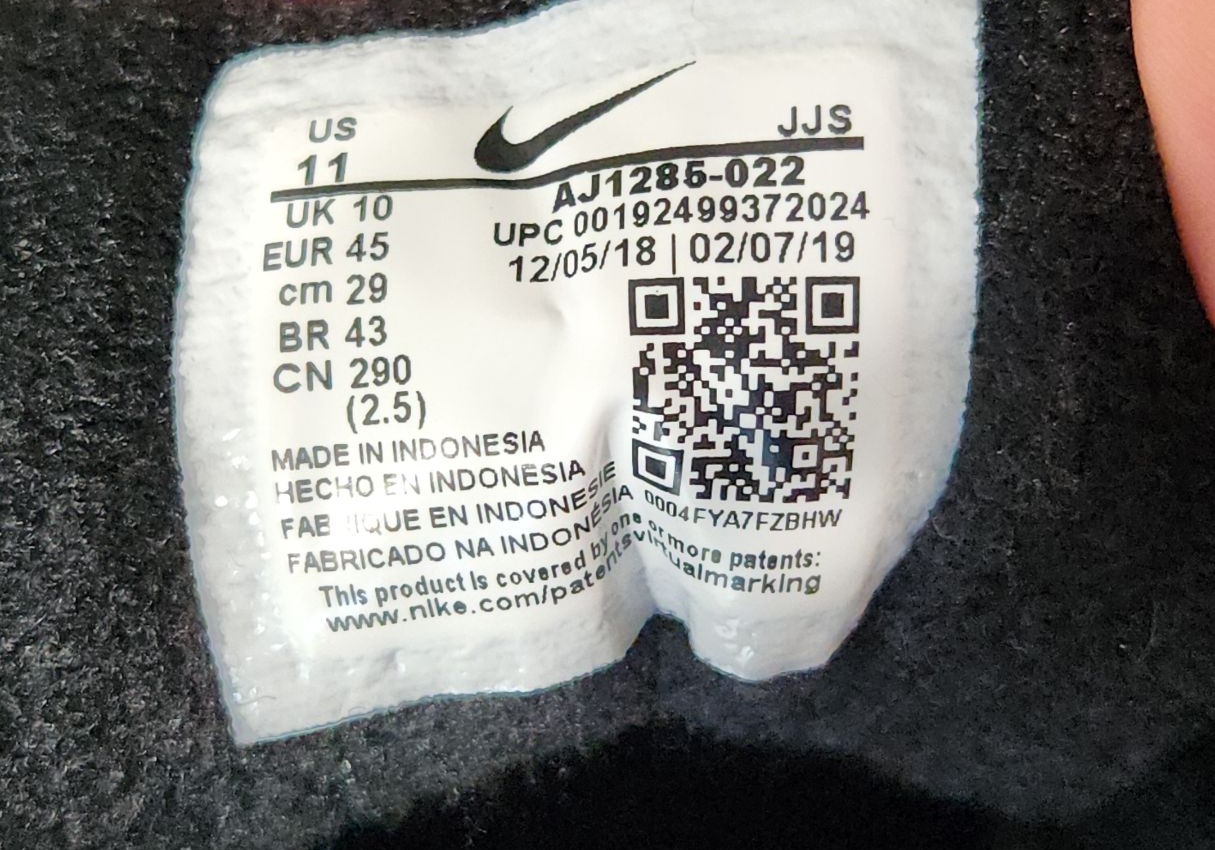 US
11
UK 10
EUR 45
cm 29
BR 43
CN 290
(2.5)
JJS
AJ1285-022
UPC 00192499372024
12/05/18 | 02/07/19
0004FYA7FZBHW
MADE IN INDONESIA
HECHO EN INDONESIA
EN INDONESIE
FABRICADO NA INDONÉSIA
This product is covered by one or more patents:
www.nike.com/patentsvirtualmarking